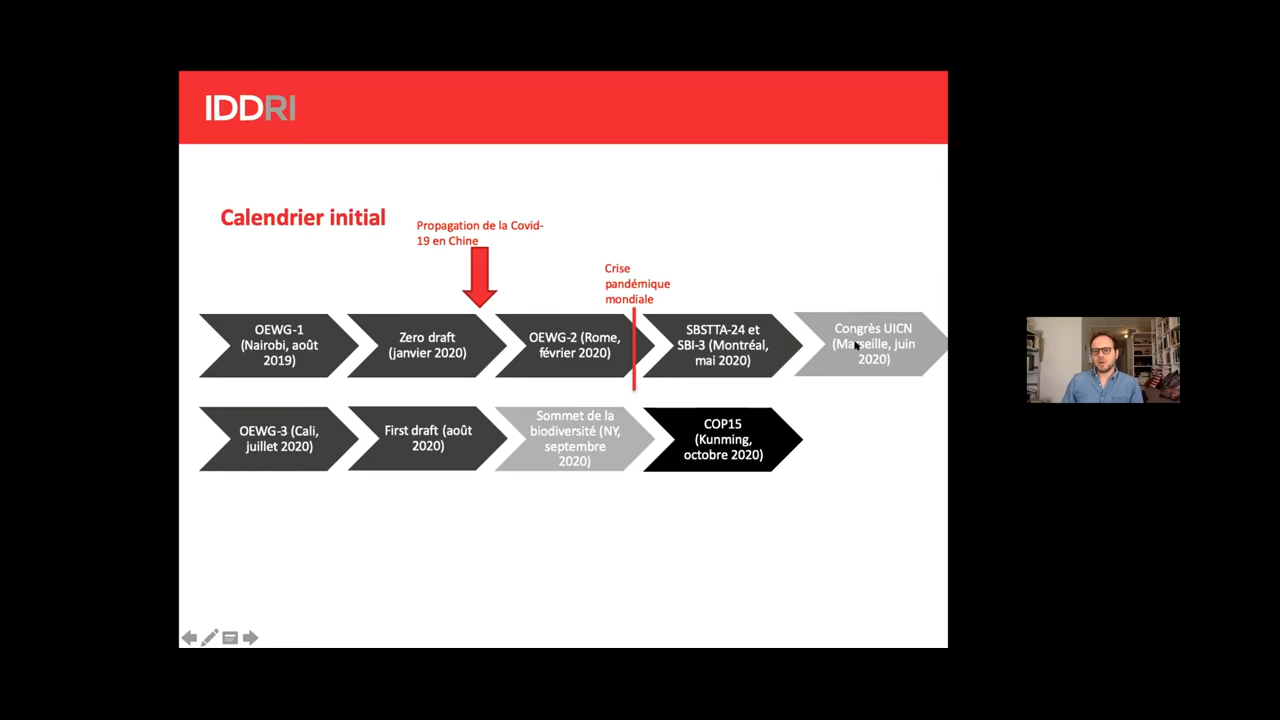 IDDRI
Calendrier initial
Propagation de la Covid-
19 en Chine
Crise
pandémique
mondiale
OEWG-1
(Nairobi, août
2019)
Zero draft
(janvier 2020)
OEWG-2 (Rome,
février 2020)
SBSTTA-24 et
SBI-3 (Montréal,
mai 2020)
Congrès UICN
(Marseille, juin
2020)
OEWG-3 (Cali,
juillet 2020)
First draft (août
2020)
Sommet de la
biodiversité (NY,
septembre
2020)
COP15
(Kunming,
octobre 2020)